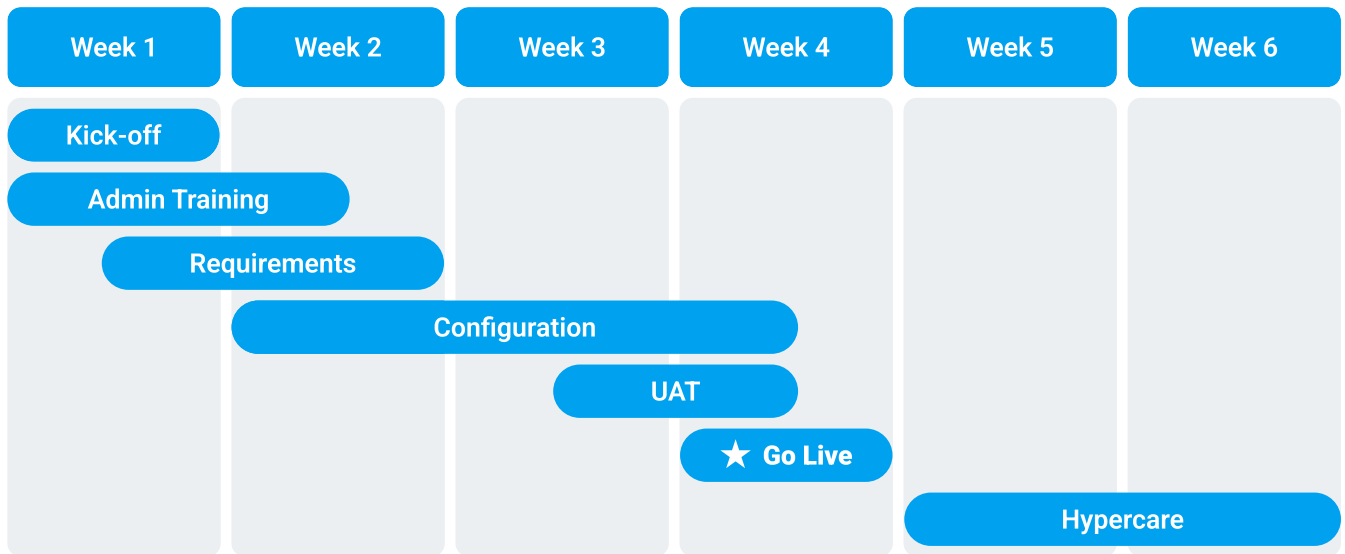 Week 1
Week 2
Week 3
Week 4
Week 5
Week 6
Kick-off
Admin Training
Requirements
Configuration
UAT
★ Go Live
Hypercare